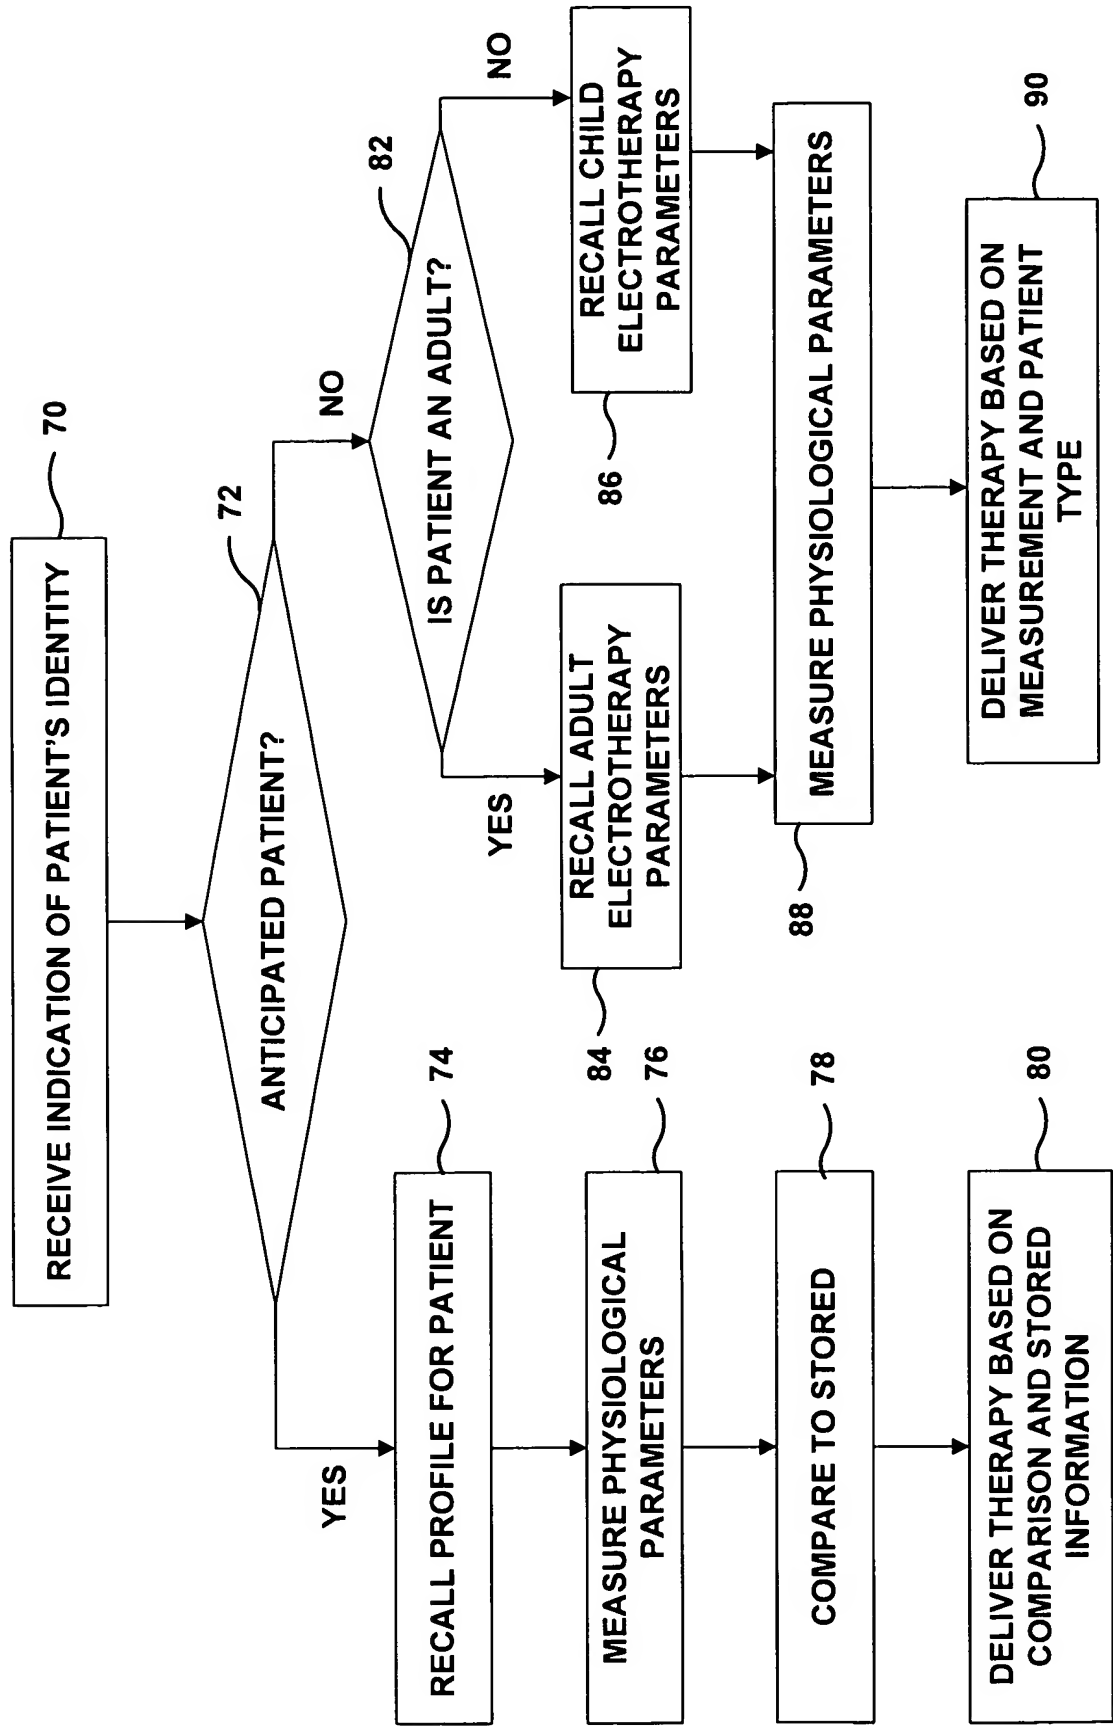 RECEIVE INDICATION OF PATIENT'S IDENTITY
70
ANTICIPATED PATIENT?
72
YES
NO
RECALL PROFILE FOR PATIENT
74
MEASURE PHYSIOLOGICAL
PARAMETERS
76
COMPARE TO STORED
78
DELIVER THERAPY BASED ON
COMPARISON AND STORED
INFORMATION
80
IS PATIENT AN ADULT?
82
YES
NO
RECALL ADULT
ELECTROTHERAPY
PARAMETERS
84
RECALL CHILD
ELECTROTHERAPY
PARAMETERS
86
MEASURE PHYSIOLOGICAL PARAMETERS
88
DELIVER THERAPY BASED ON
MEASUREMENT AND PATIENT
TYPE
90